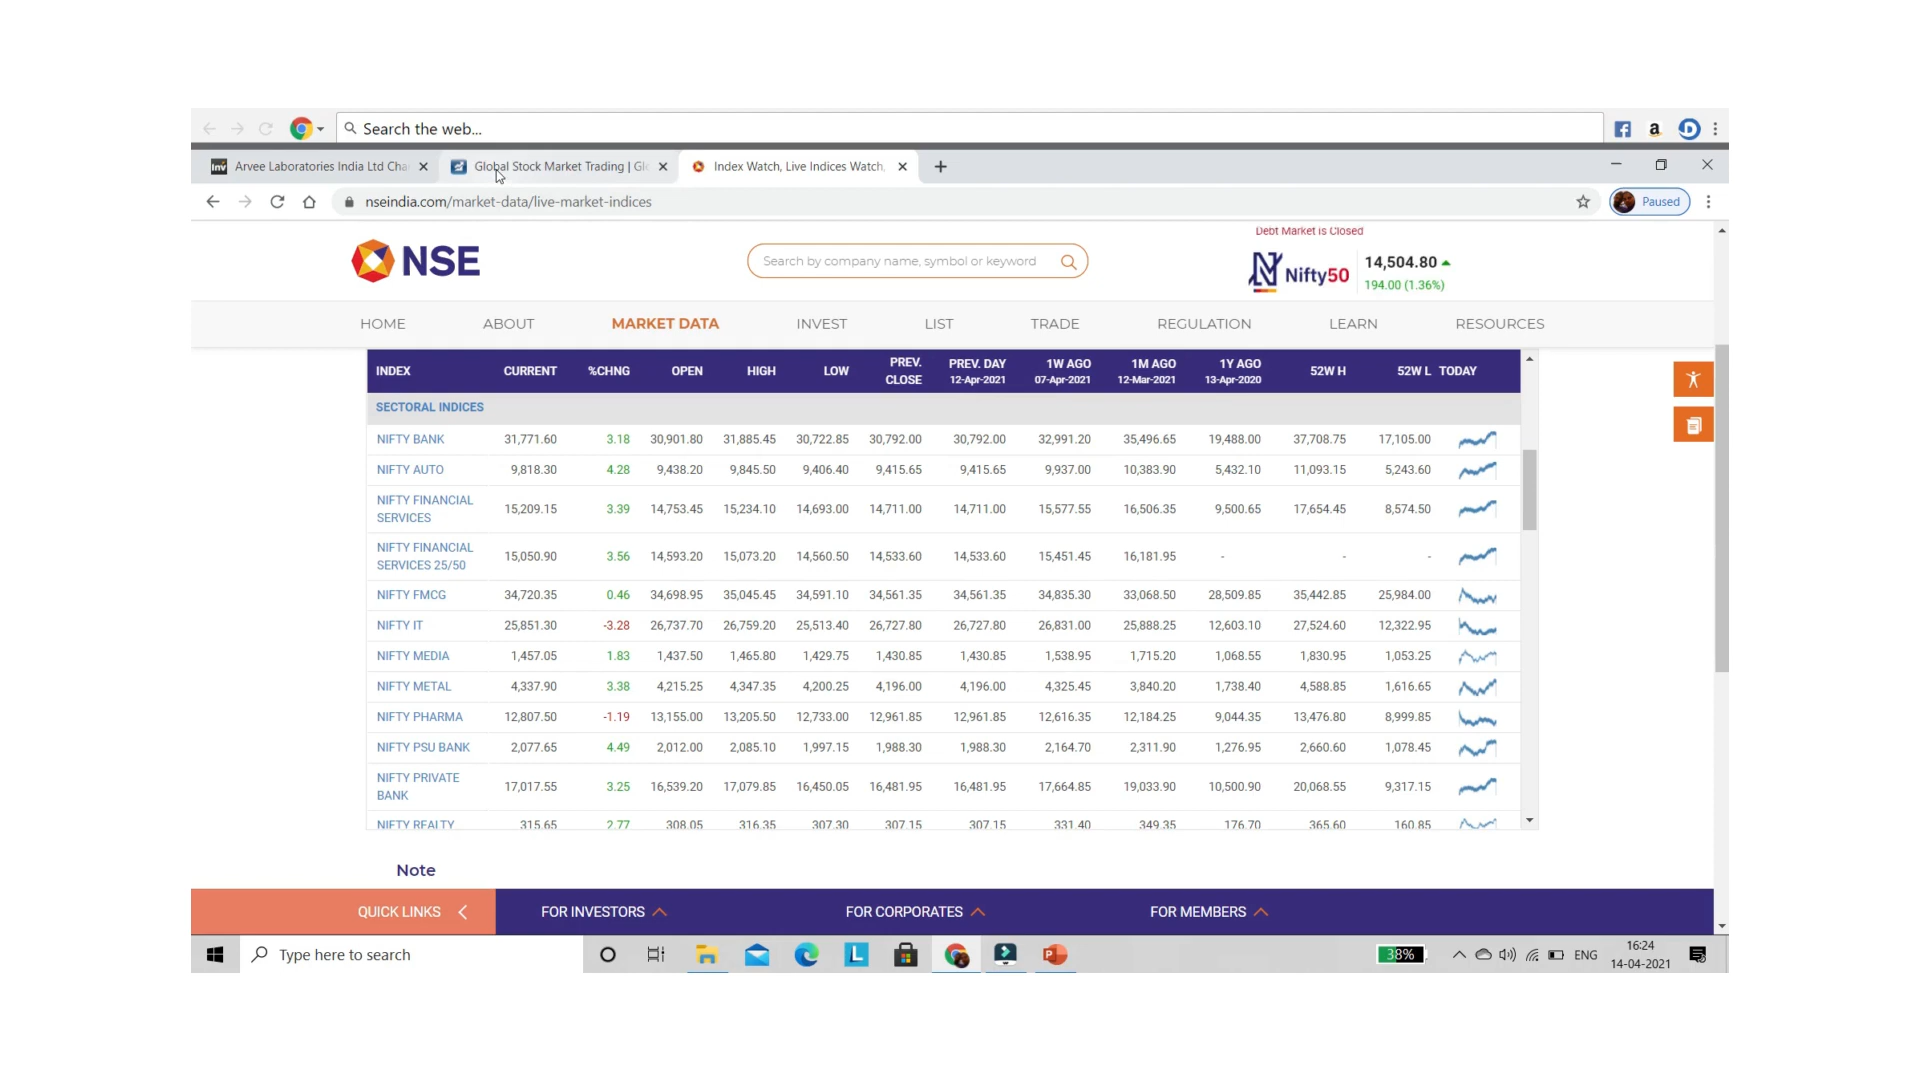 Search the web...
Arvee Laboratories India Ltd Cha
Global Stock Market Trading | Gl
Index Watch, Live Indices Watch,
nseindia.com/market-data/live-market-indices
Paused
NSE
Search by company name, symbol or keyword
Debt Market is Closed
Nifty50
14,504.80
194.00 (1.36%)
HOME ABOUT MARKET DATA INVEST LIST TRADE REGULATION LEARN RESOURCES
INDEX CURRENT %CHNG OPEN HIGH LOW PREV. CLOSE PREV. DAY 12-Apr-2021 1W AGO 07-Apr-2021 1M AGO 12-Mar-2021 1Y AGO 13-Apr-2020 52W H 52W L TODAY
SECTORAL INDICES
NIFTY BANK 31,771.60 3.18 30,901.80 31,885.45 30,722.85 30,792.00 30,792.00 32,991.20 35,496.65 19,488.00 37,708.75 17,105.00
NIFTY AUTO 9,818.30 4.28 9,438.20 9,845.50 9,406.40 9,415.65 9,415.65 9,937.00 10,383.90 5,432.10 11,093.15 5,243.60
NIFTY FINANCIAL SERVICES 15,209.15 3.39 14,753.45 15,234.10 14,693.00 14,711.00 14,711.00 15,577.55 16,506.35 9,500.65 17,654.45 8,574.50
NIFTY FINANCIAL SERVICES 25/50 15,050.90 3.56 14,593.20 15,073.20 14,560.50 14,533.60 14,533.60 15,451.45 16,181.95 - - -
NIFTY FMCG 34,720.35 0.46 34,698.95 35,045.45 34,591.10 34,561.35 34,561.35 34,835.30 33,068.50 28,509.85 35,442.85 25,984.00
NIFTY IT 25,851.30 -3.28 26,737.70 26,759.20 25,513.40 26,727.80 26,727.80 26,831.00 25,888.25 12,603.10 27,524.60 12,322.95
NIFTY MEDIA 1,457.05 1.83 1,437.50 1,465.80 1,429.75 1,430.85 1,430.85 1,538.95 1,715.20 1,068.55 1,830.95 1,053.25
NIFTY METAL 4,337.90 3.38 4,215.25 4,347.35 4,200.25 4,196.00 4,196.00 4,325.45 3,840.20 1,738.40 4,588.85 1,616.65
NIFTY PHARMA 12,807.50 -1.19 13,155.00 13,205.50 12,733.00 12,961.85 12,961.85 12,616.35 12,184.25 9,044.35 13,476.80 8,999.85
NIFTY PSU BANK 2,077.65 4.49 2,012.00 2,085.10 1,997.15 1,988.30 1,988.30 2,164.70 2,311.90 1,276.95 2,660.60 1,078.45
NIFTY PRIVATE BANK 17,017.55 3.25 16,539.20 17,079.85 16,450.05 16,481.95 16,481.95 17,664.85 19,033.90 10,500.90 20,068.55 9,317.15
NIFTY REALTY 315.65 2.77 308.05 316.35 307.30 307.15 307.15 331.40 349.35 176.70 365.60 160.85
Note
QUICK LINKS FOR INVESTORS FOR CORPORATES FOR MEMBERS
Type here to search
38%
ENG
16:24
14-04-2021